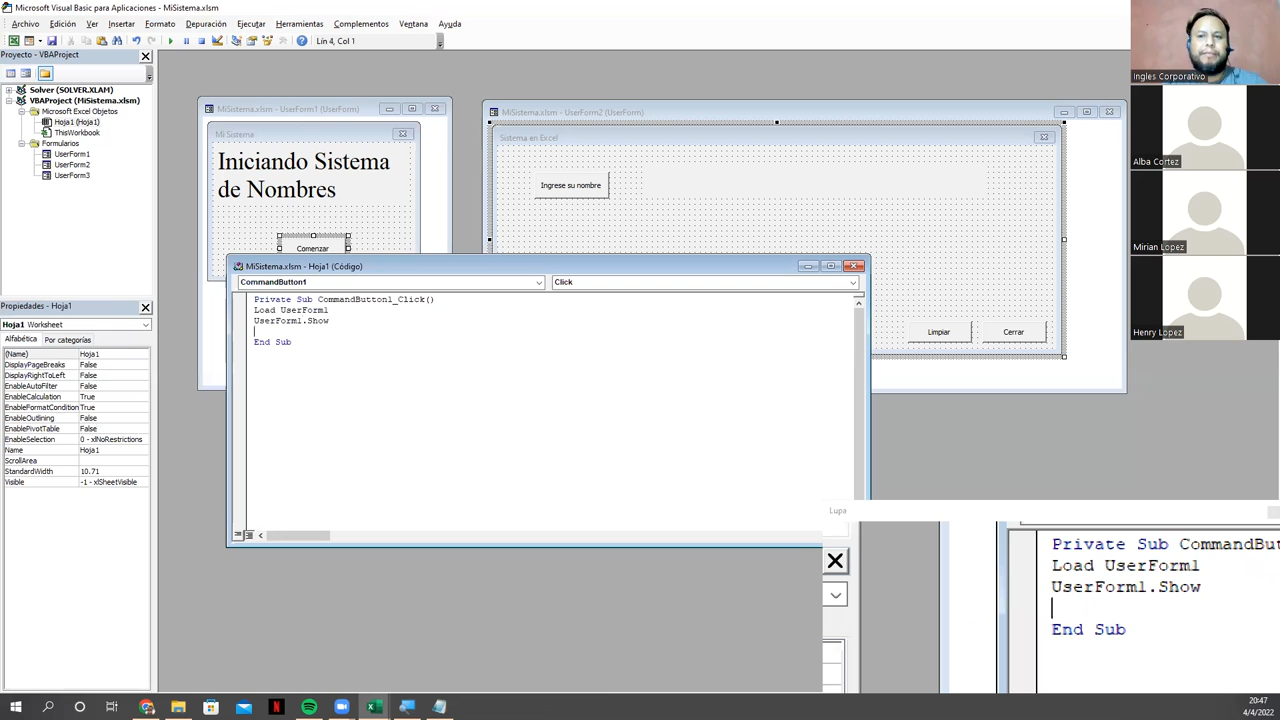 Microsoft Visual Basic para Aplicaciones - MiSistema.xlsm
Archivo Edición Ver Insertar Formato Depuración Ejecutar Herramientas Complementos Ventana Ayuda
Lín 4, Col 1
Proyecto - VBAProject
Solver (SOLVER.XLAM)
VBAProject (MiSistema.xlsm)
Microsoft Excel Objetos
Hoja1 (Hoja1)
ThisWorkbook
Formularios
UserForm1
UserForm2
UserForm3
Propiedades - Hoja1
Hoja1 Worksheet
Alfabética Por categorías
(Name) Hoja1
DisplayPageBreaks False
DisplayRightToLeft False
EnableAutoFilter False
EnableCalculation True
EnableFormatCondition True
EnableOutlining False
EnablePivotTable False
EnableSelection 0 - xlNoRestrictions
Name Hoja1
ScrollArea
StandardWidth 10.71
Visible -1 - xlSheetVisible
MiSistema.xlsm - UserForm1 (UserForm)
Mi Sistema
Iniciando Sistema
de Nombres
Comenzar
MiSistema.xlsm - UserForm2 (UserForm)
Sistema en Excel
Ingrese su nombre
Limpiar
Cerrar
MiSistema.xlsm - Hoja1 (Código)
CommandButton1
Click
Private Sub CommandButton1_Click()
Load UserForm1
UserForm1.Show
End Sub
Lupa
Private Sub CommandBut
Load UserForm1
UserForm1.Show
End Sub
Ingles Corporativo
Alba Cortez
Mirian Lopez
Henry Lopez
20:47
4/4/2022